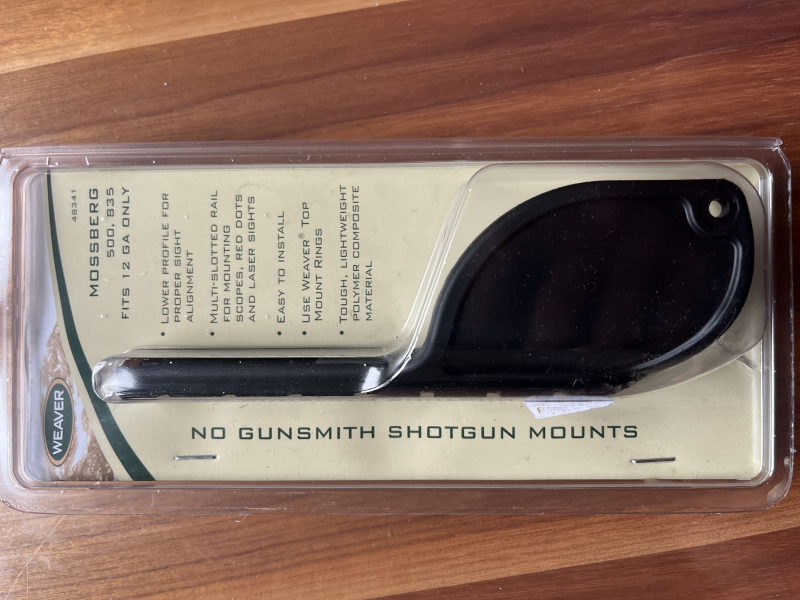 48341
MOSSBERG
500, 835
FITS 12 GA ONLY
• LOWER PROFILE FOR
PROPER SIGHT
ALIGNMENT
• MULTI-SLOTTED RAIL
FOR MOUNTING
SCOPES, RED DOTS
AND LASER SIGHTS
• EASY TO INSTALL
• USE WEAVER® TOP
MOUNT RINGS
• TOUGH, LIGHTWEIGHT
POLYMER COMPOSITE
MATERIAL
WEAVER
NO GUNSMITH SHOTGUN MOUNTS